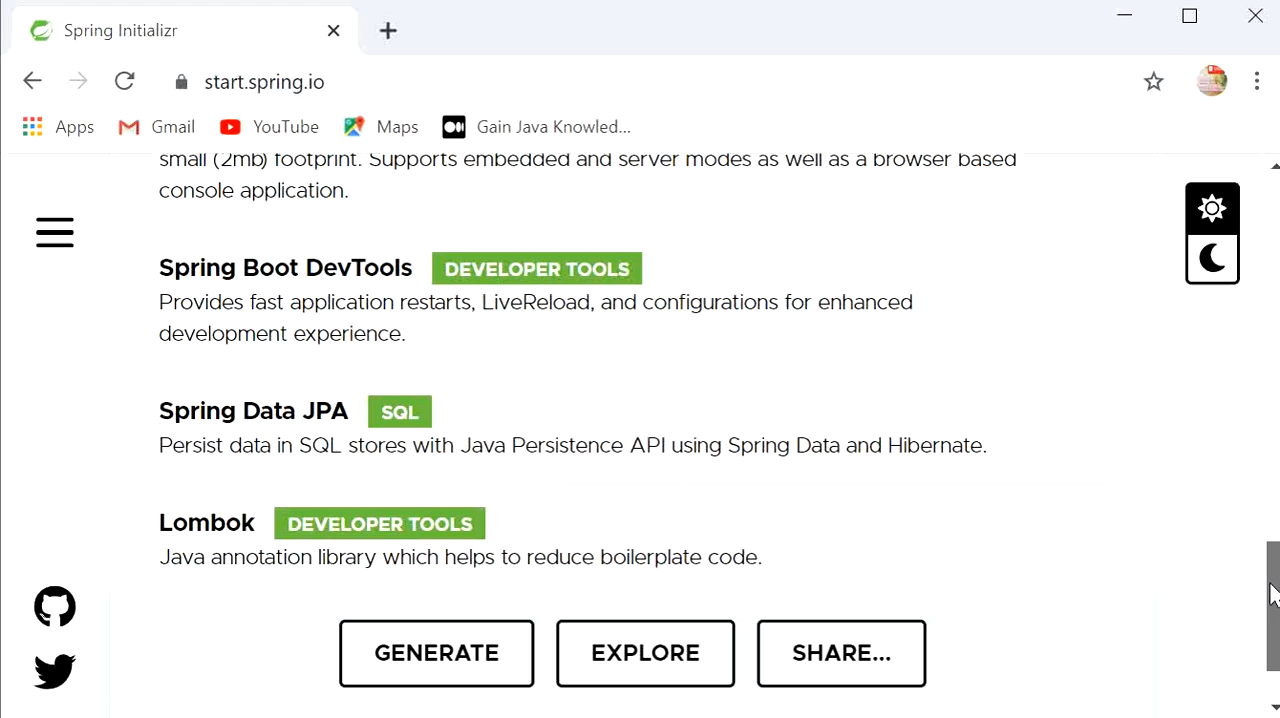 Spring Initializr
start.spring.io
Apps Gmail YouTube Maps Gain Java Knowled...
small (2mb) footprint. Supports embedded and server modes as well as a browser based
console application.
Spring Boot DevTools DEVELOPER TOOLS
Provides fast application restarts, LiveReload, and configurations for enhanced
development experience.
Spring Data JPA SQL
Persist data in SQL stores with Java Persistence API using Spring Data and Hibernate.
Lombok DEVELOPER TOOLS
Java annotation library which helps to reduce boilerplate code.
GENERATE EXPLORE SHARE...